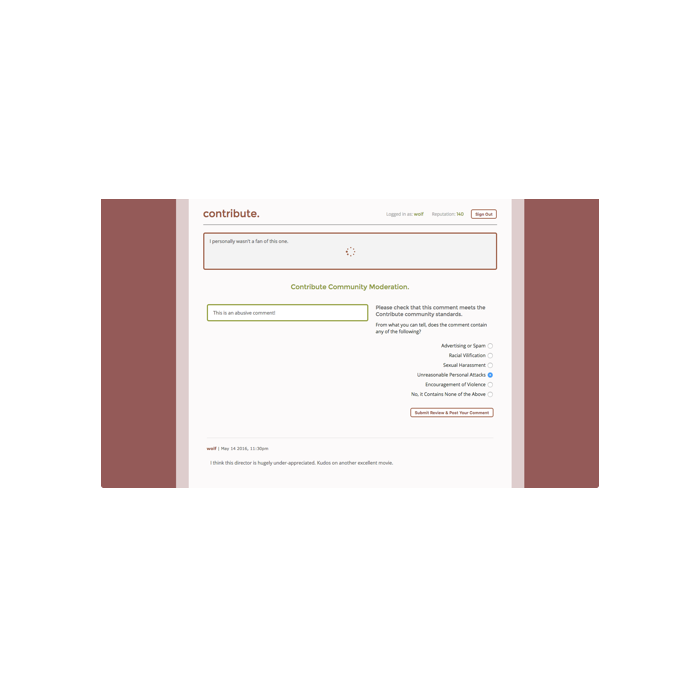 contribute.
Logged in as: wolf Reputation: 140 Sign Out
I personally wasn't a fan of this one.
Contribute Community Moderation.
This is an abusive comment!
Please check that this comment meets the
Contribute community standards.
From what you can tell, does the comment contain
any of the following?
Advertising or Spam
Racial Vilification
Sexual Harassment
Unreasonable Personal Attacks
Encouragement of Violence
No, it Contains None of the Above
Submit Review & Post Your Comment
wolf | May 14 2016, 11:30pm
I think this director is hugely under-appreciated. Kudos on another excellent movie.